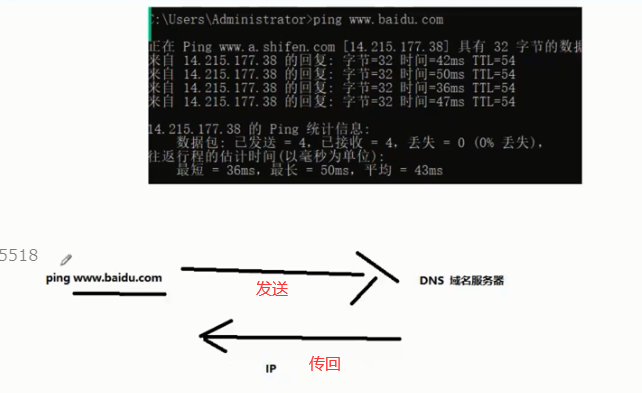 C:\Users\Administrator>ping www.baidu.com
正在 Ping www.a.shifen.com [14.215.177.38] 具有 32 字节的数据
来自 14.215.177.38 的回复: 字节=32 时间=42ms TTL=54
来自 14.215.177.38 的回复: 字节=32 时间=50ms TTL=54
来自 14.215.177.38 的回复: 字节=32 时间=36ms TTL=54
来自 14.215.177.38 的回复: 字节=32 时间=47ms TTL=54
14.215.177.38 的 Ping 统计信息:
数据包: 已发送 = 4，已接收 = 4，丢失 = 0 (0% 丢失)，
往返行程的估计时间(以毫秒为单位):
最短 = 36ms，最长 = 50ms，平均 = 43ms
5518
ping www.baidu.com
发送
DNS 域名服务器
IP
传回